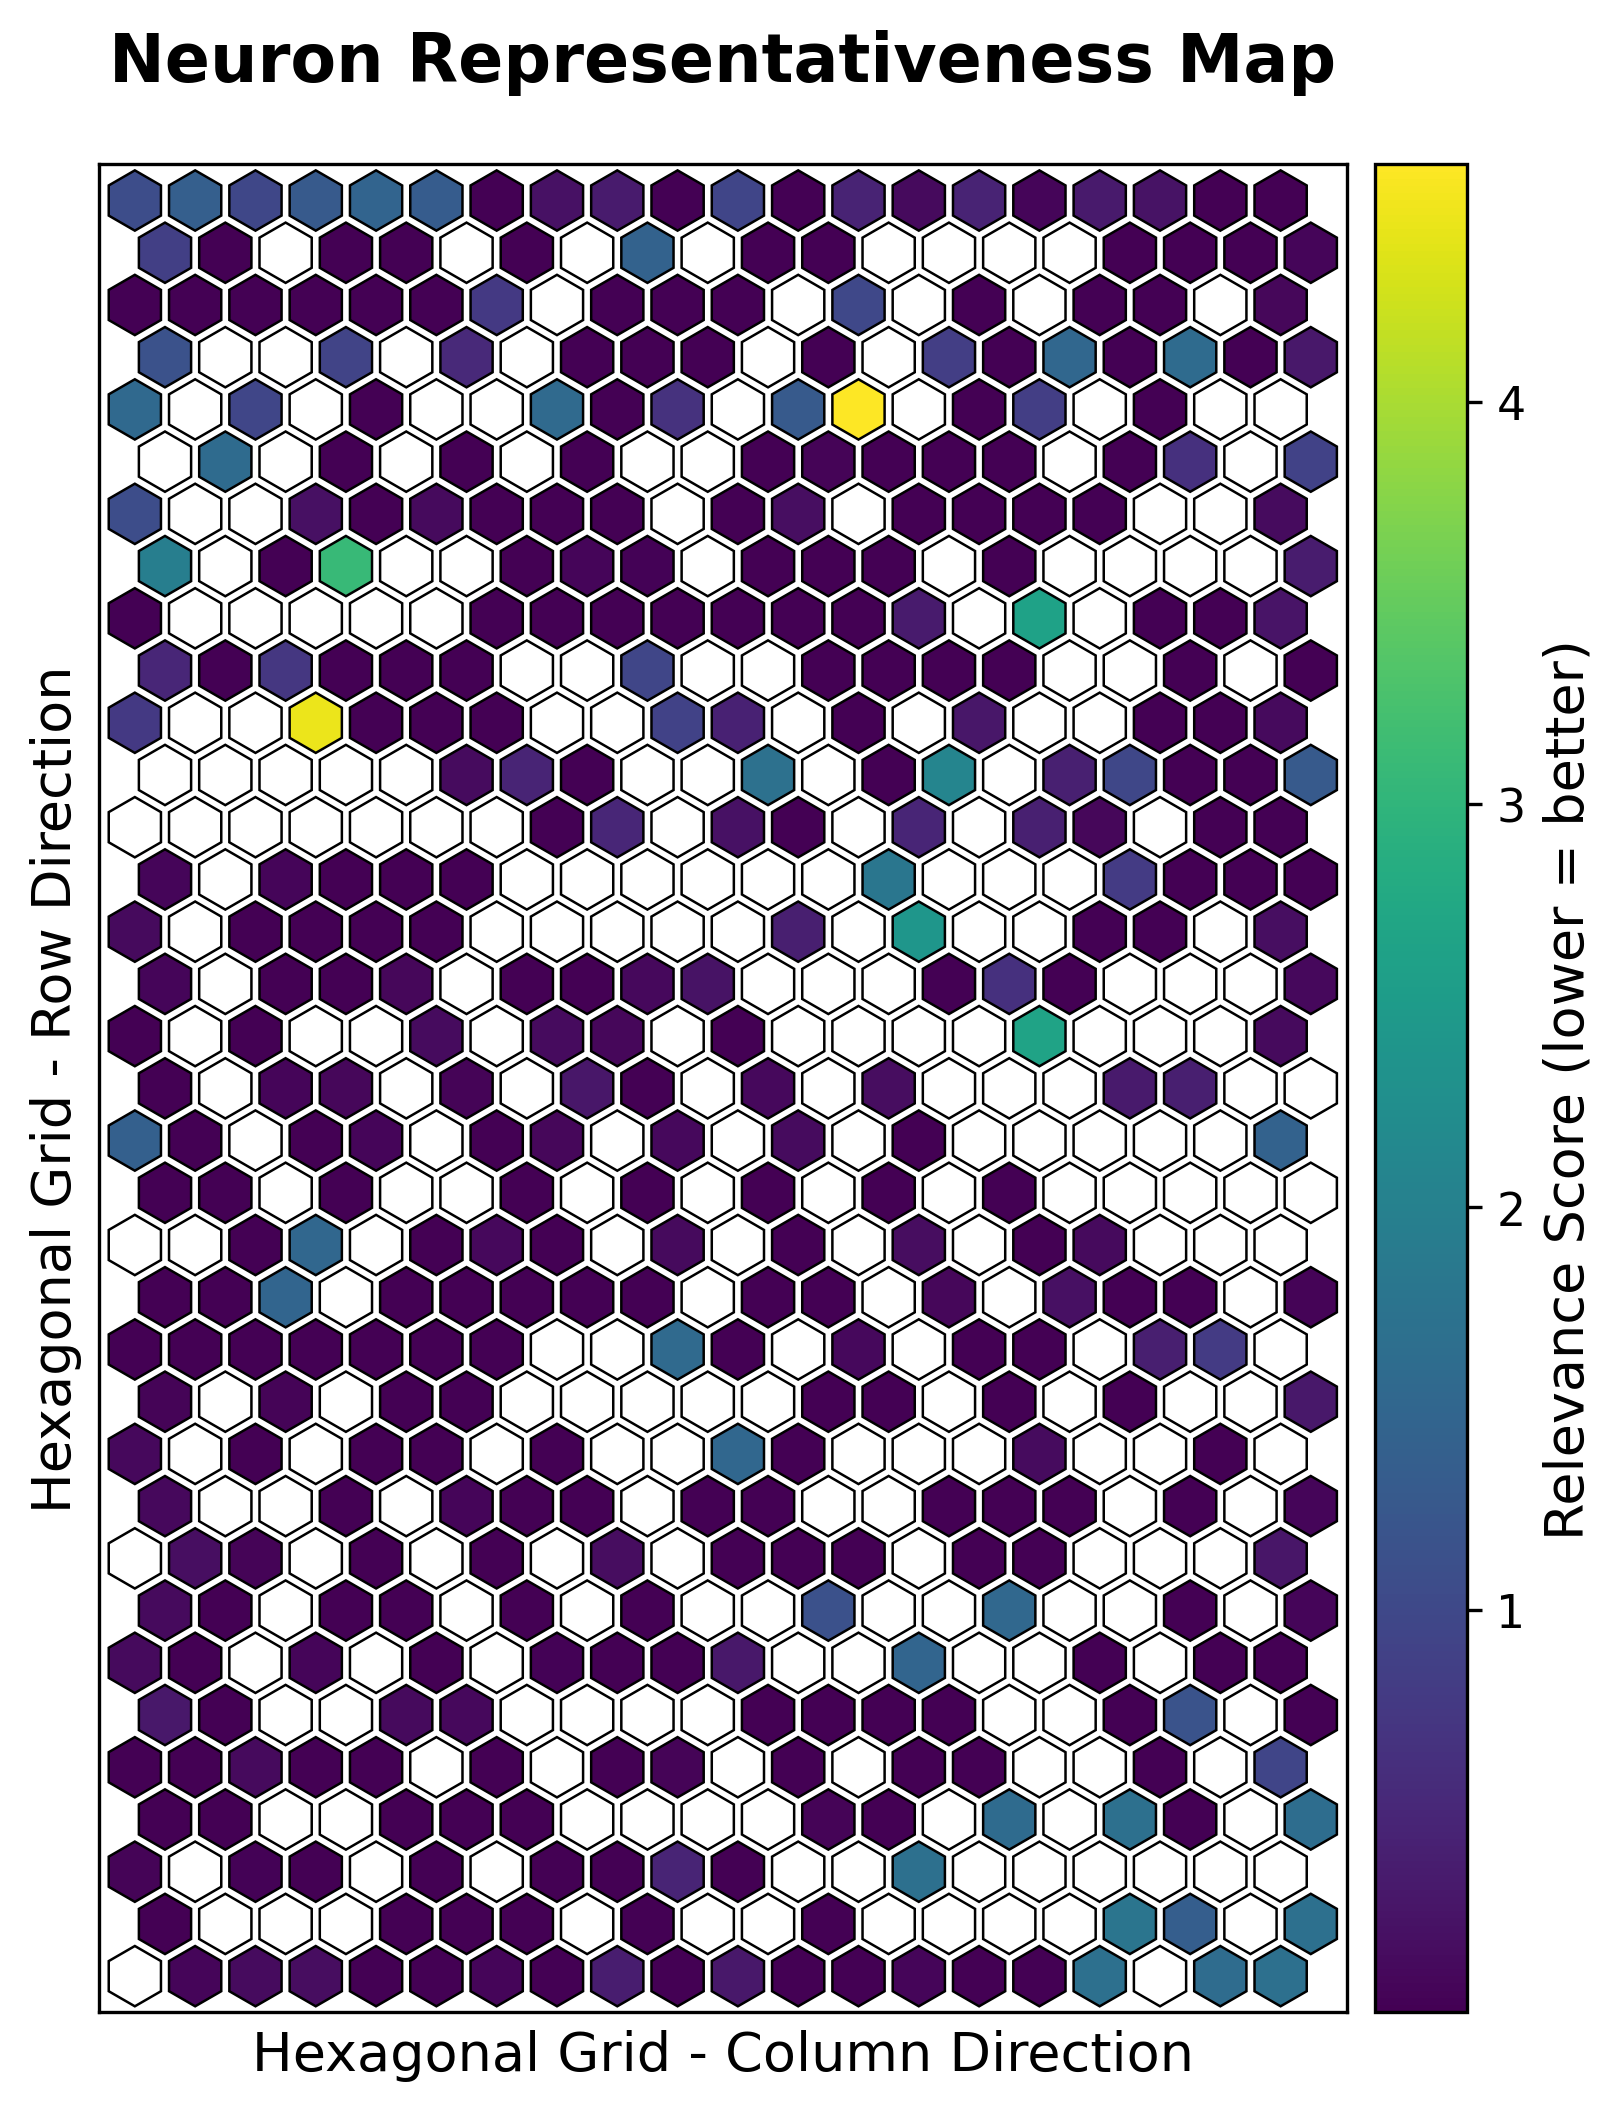 Neuron Representativeness Map
Hexagonal Grid - Row Direction
Hexagonal Grid - Column Direction
4
3
2
1
Relevance Score (lower = better)